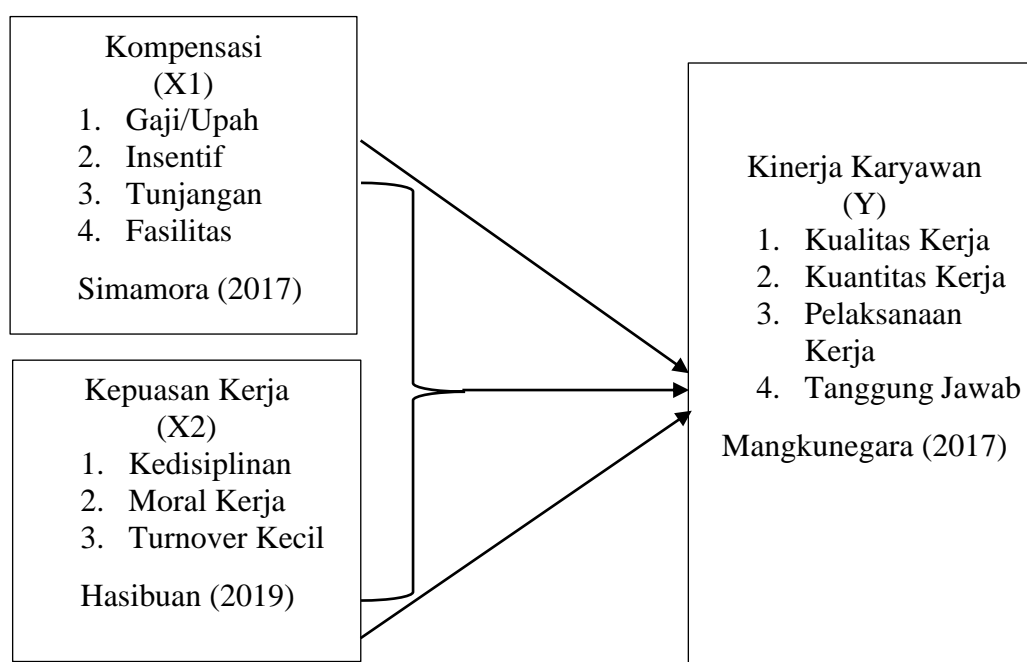 Kompensasi
(X1)
1. Gaji/Upah
2. Insentif
3. Tunjangan
4. Fasilitas
Simamora (2017)
Kepuasan Kerja
(X2)
1. Kedisiplinan
2. Moral Kerja
3. Turnover Kecil
Hasibuan (2019)
Kinerja Karyawan
(Y)
1. Kualitas Kerja
2. Kuantitas Kerja
3. Pelaksanaan
Kerja
4. Tanggung Jawab
Mangkunegara (2017)